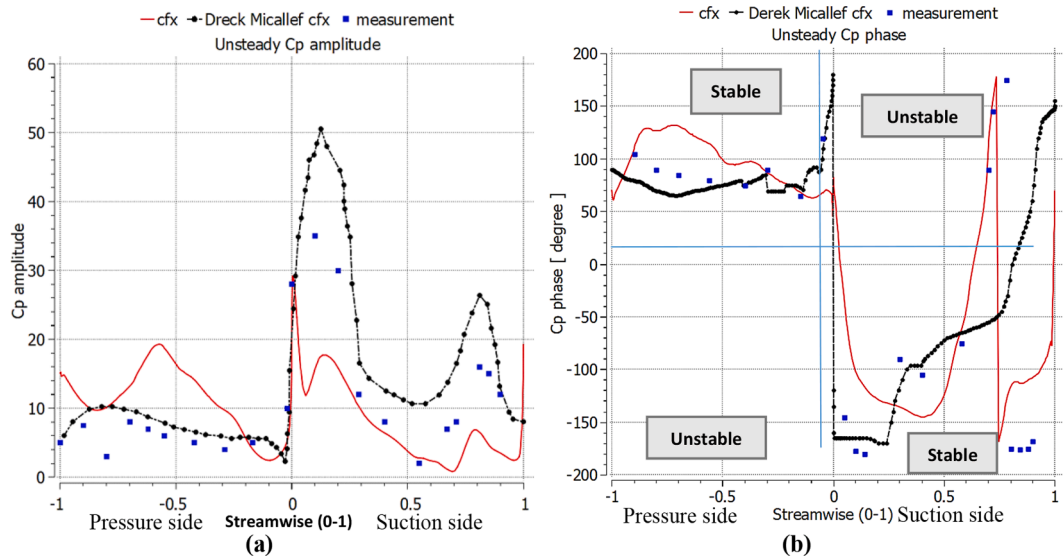 cfx Dreck Micallef cfx measurement
Unsteady Cp amplitude
60
50
40
30
20
10
0
Cp amplitude
-1 -0.5 0 0.5 1
Pressure side Streamwise (0-1) Suction side
(a)
cfx Derek Micallef cfx measurement
Unsteady Cp phase
200
150
100
50
0
-50
-100
-150
-200
Cp phase [ degree ]
Stable
Unstable
Unstable
Stable
-1 -0.5 0 0.5 1
Pressure side Streamwise (0-1) Suction side
(b)